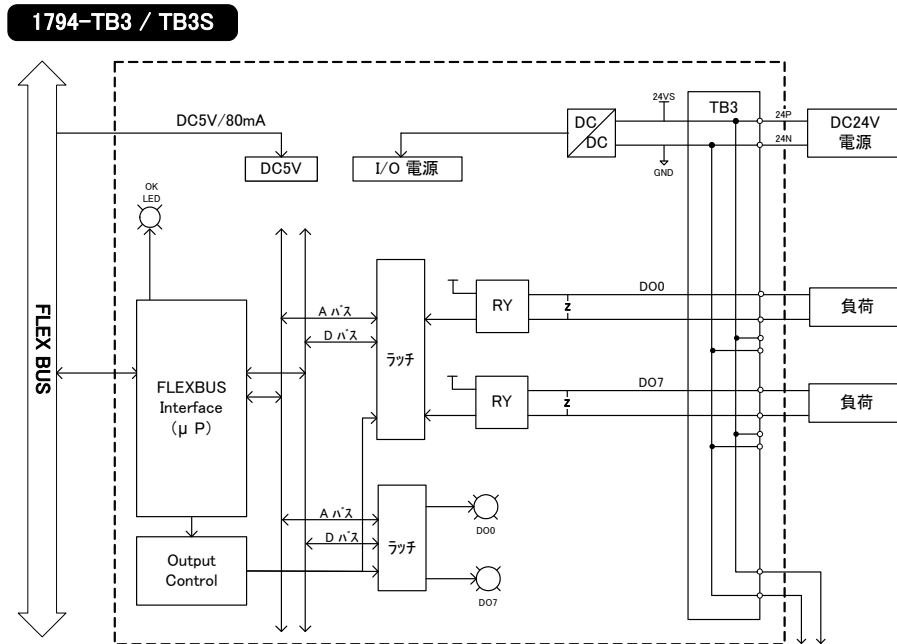 1794-TB3 / TB3S
DC5V/80mA
DC5V
I/O 電源
DC
DC
24VS
GND
TB3
24P
24N
DC24V
電源
OK
LED
FLEX BUS
FLEXBUS
Interface
(μ P)
A バス
D バス
ラッチ
RY
Z
DO0
負荷
RY
Z
DO7
負荷
A バス
D バス
ラッチ
DO0
DO7
Output
Control